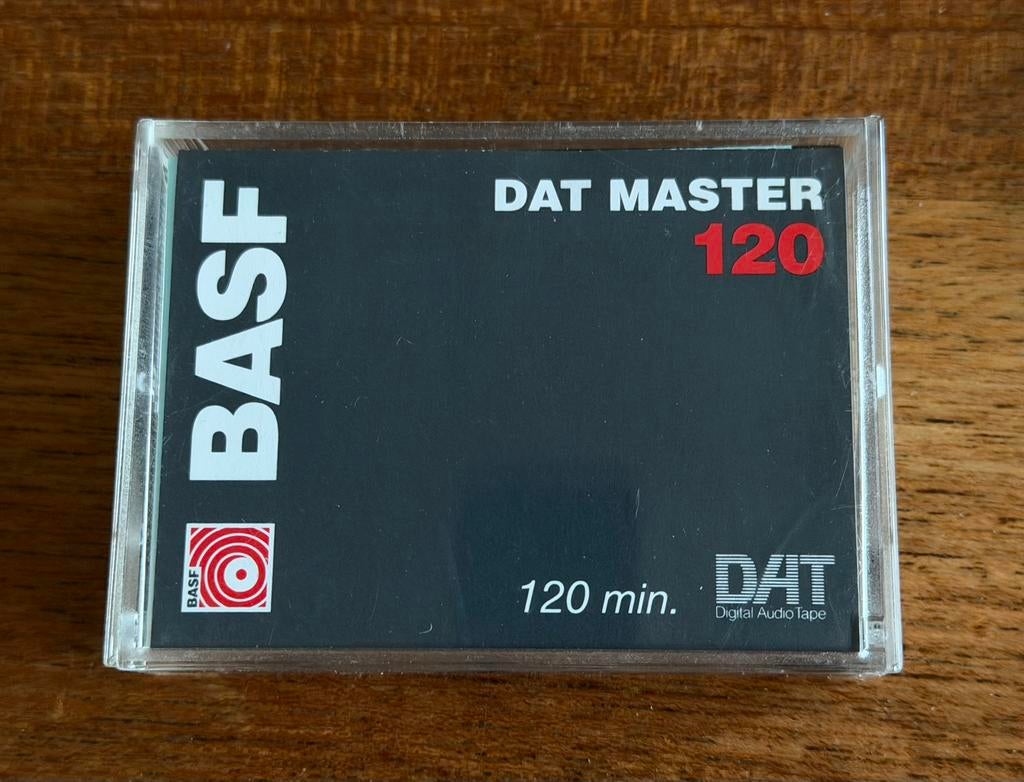 BASF
DAT MASTER
120
BASF
120 min.
DAT
Digital Audio Tape